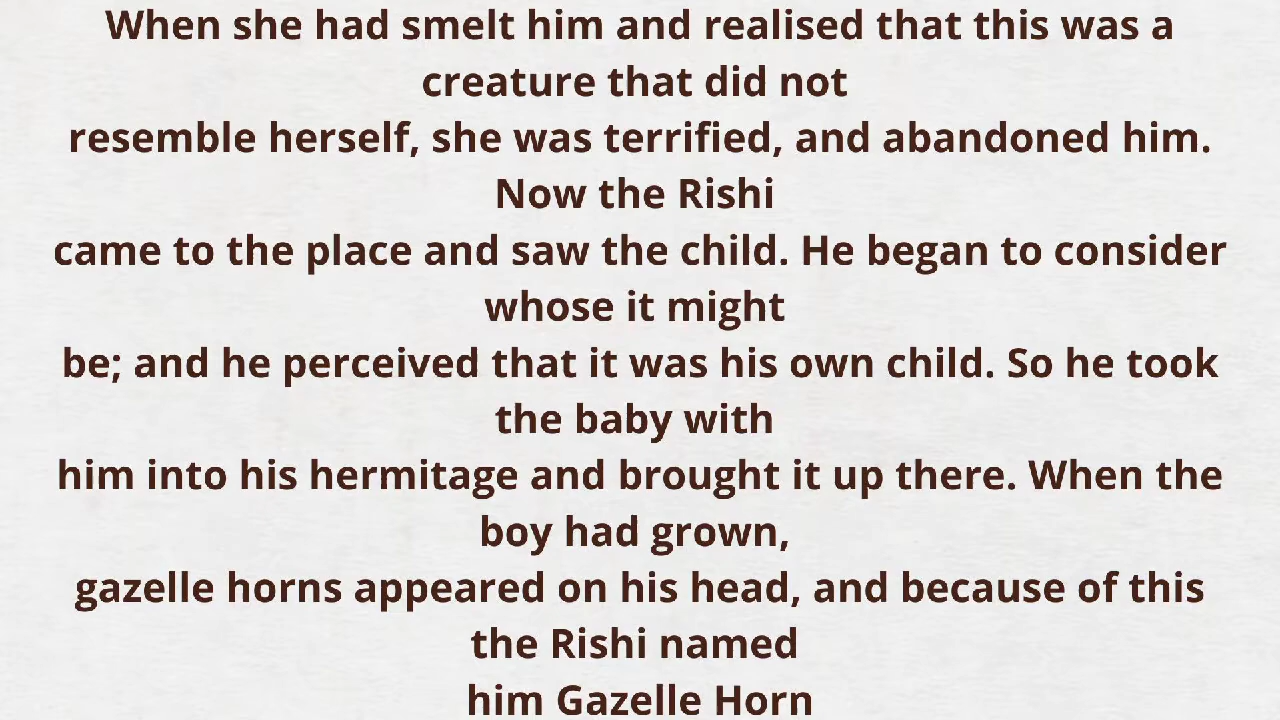 When she had smelt him and realised that this was a
creature that did not
resemble herself, she was terrified, and abandoned him.
Now the Rishi
came to the place and saw the child. He began to consider
whose it might
be; and he perceived that it was his own child. So he took
the baby with
him into his hermitage and brought it up there. When the
boy had grown,
gazelle horns appeared on his head, and because of this
the Rishi named
him Gazelle Horn